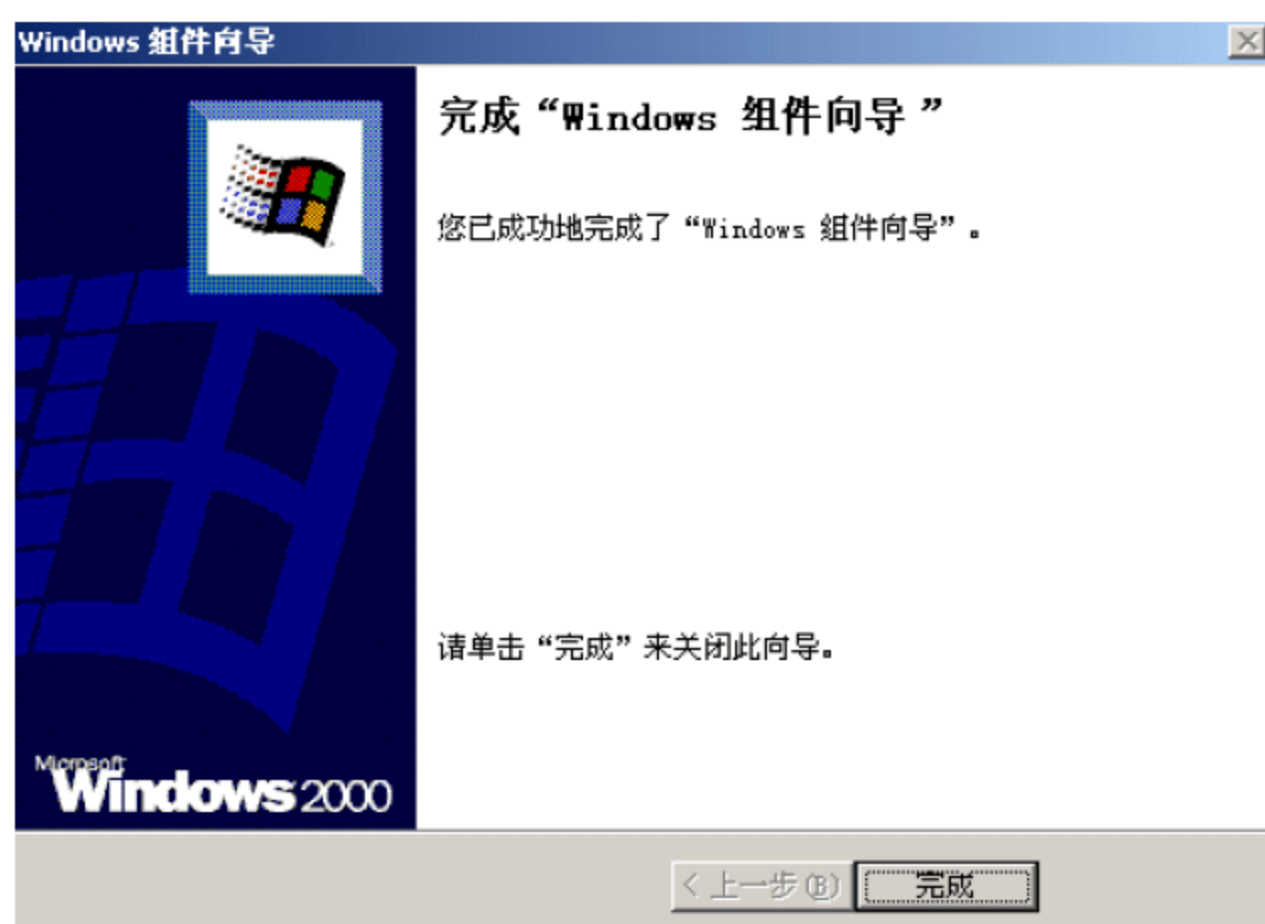 Windows 组件向导
完成“Windows 组件向导”
您已成功地完成了“Windows 组件向导”。
请单击“完成”来关闭此向导。
Microsoft
Windows 2000
< 上一步(B)
完成